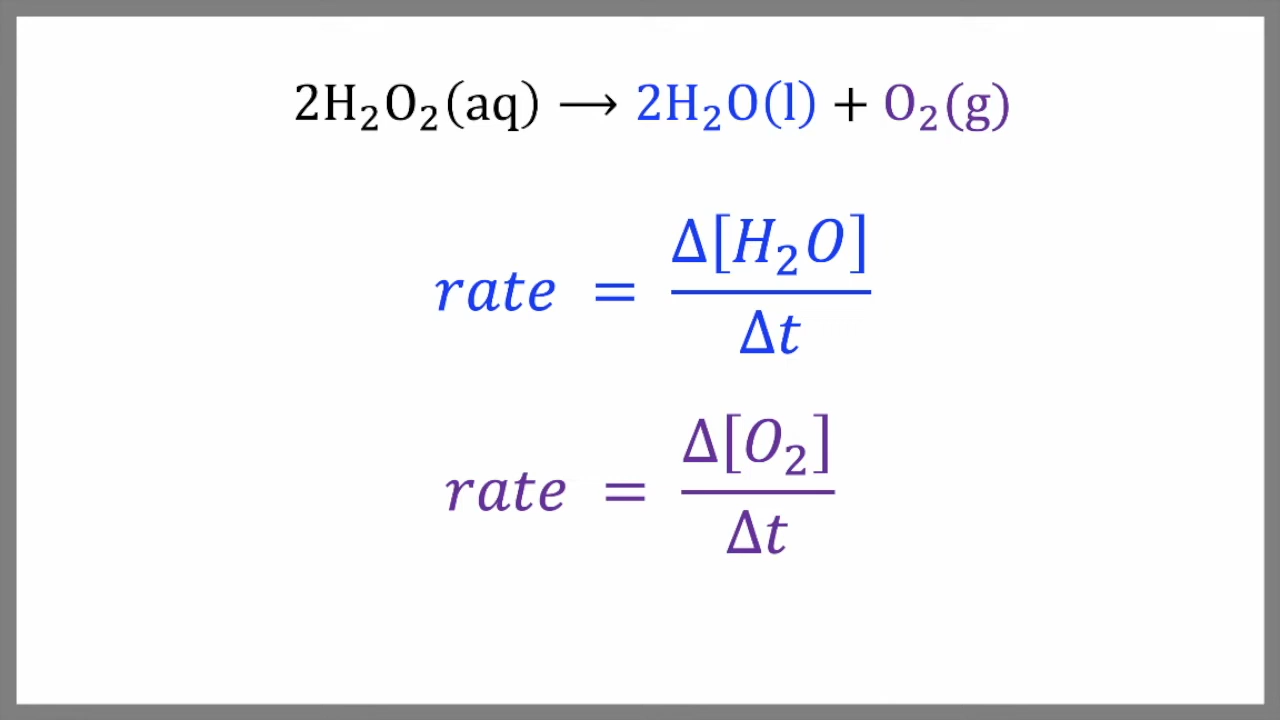 2H₂O₂(aq) ⟶ 2H₂O(l) + O₂(g)
rate = Δ[H₂O] / Δt
rate = Δ[O₂] / Δt